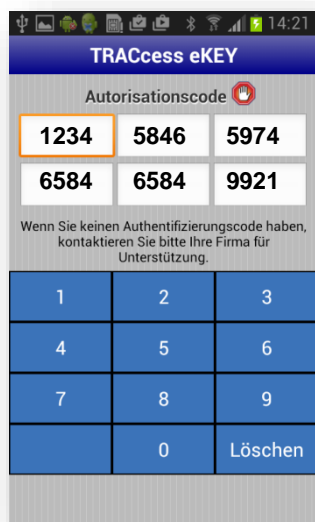 14:21
TRACcess eKEY
Autorisationscode
1234 5846 5974
6584 6584 9921
Wenn Sie keinen Authentifizierungscode haben,
kontaktieren Sie bitte Ihre Firma für
Unterstützung.
1 2 3
4 5 6
7 8 9
0 Löschen